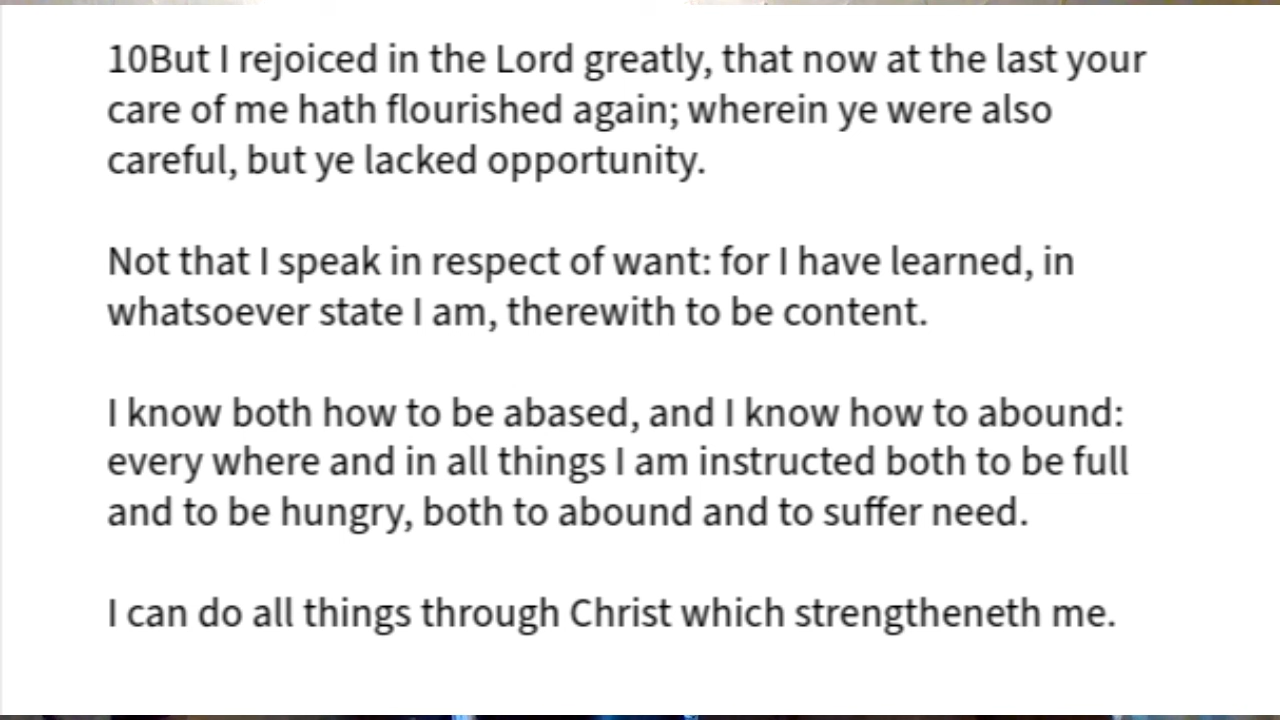 10But I rejoiced in the Lord greatly, that now at the last your
care of me hath flourished again; wherein ye were also
careful, but ye lacked opportunity.
Not that I speak in respect of want: for I have learned, in
whatsoever state I am, therewith to be content.
I know both how to be abased, and I know how to abound:
every where and in all things I am instructed both to be full
and to be hungry, both to abound and to suffer need.
I can do all things through Christ which strengtheneth me.